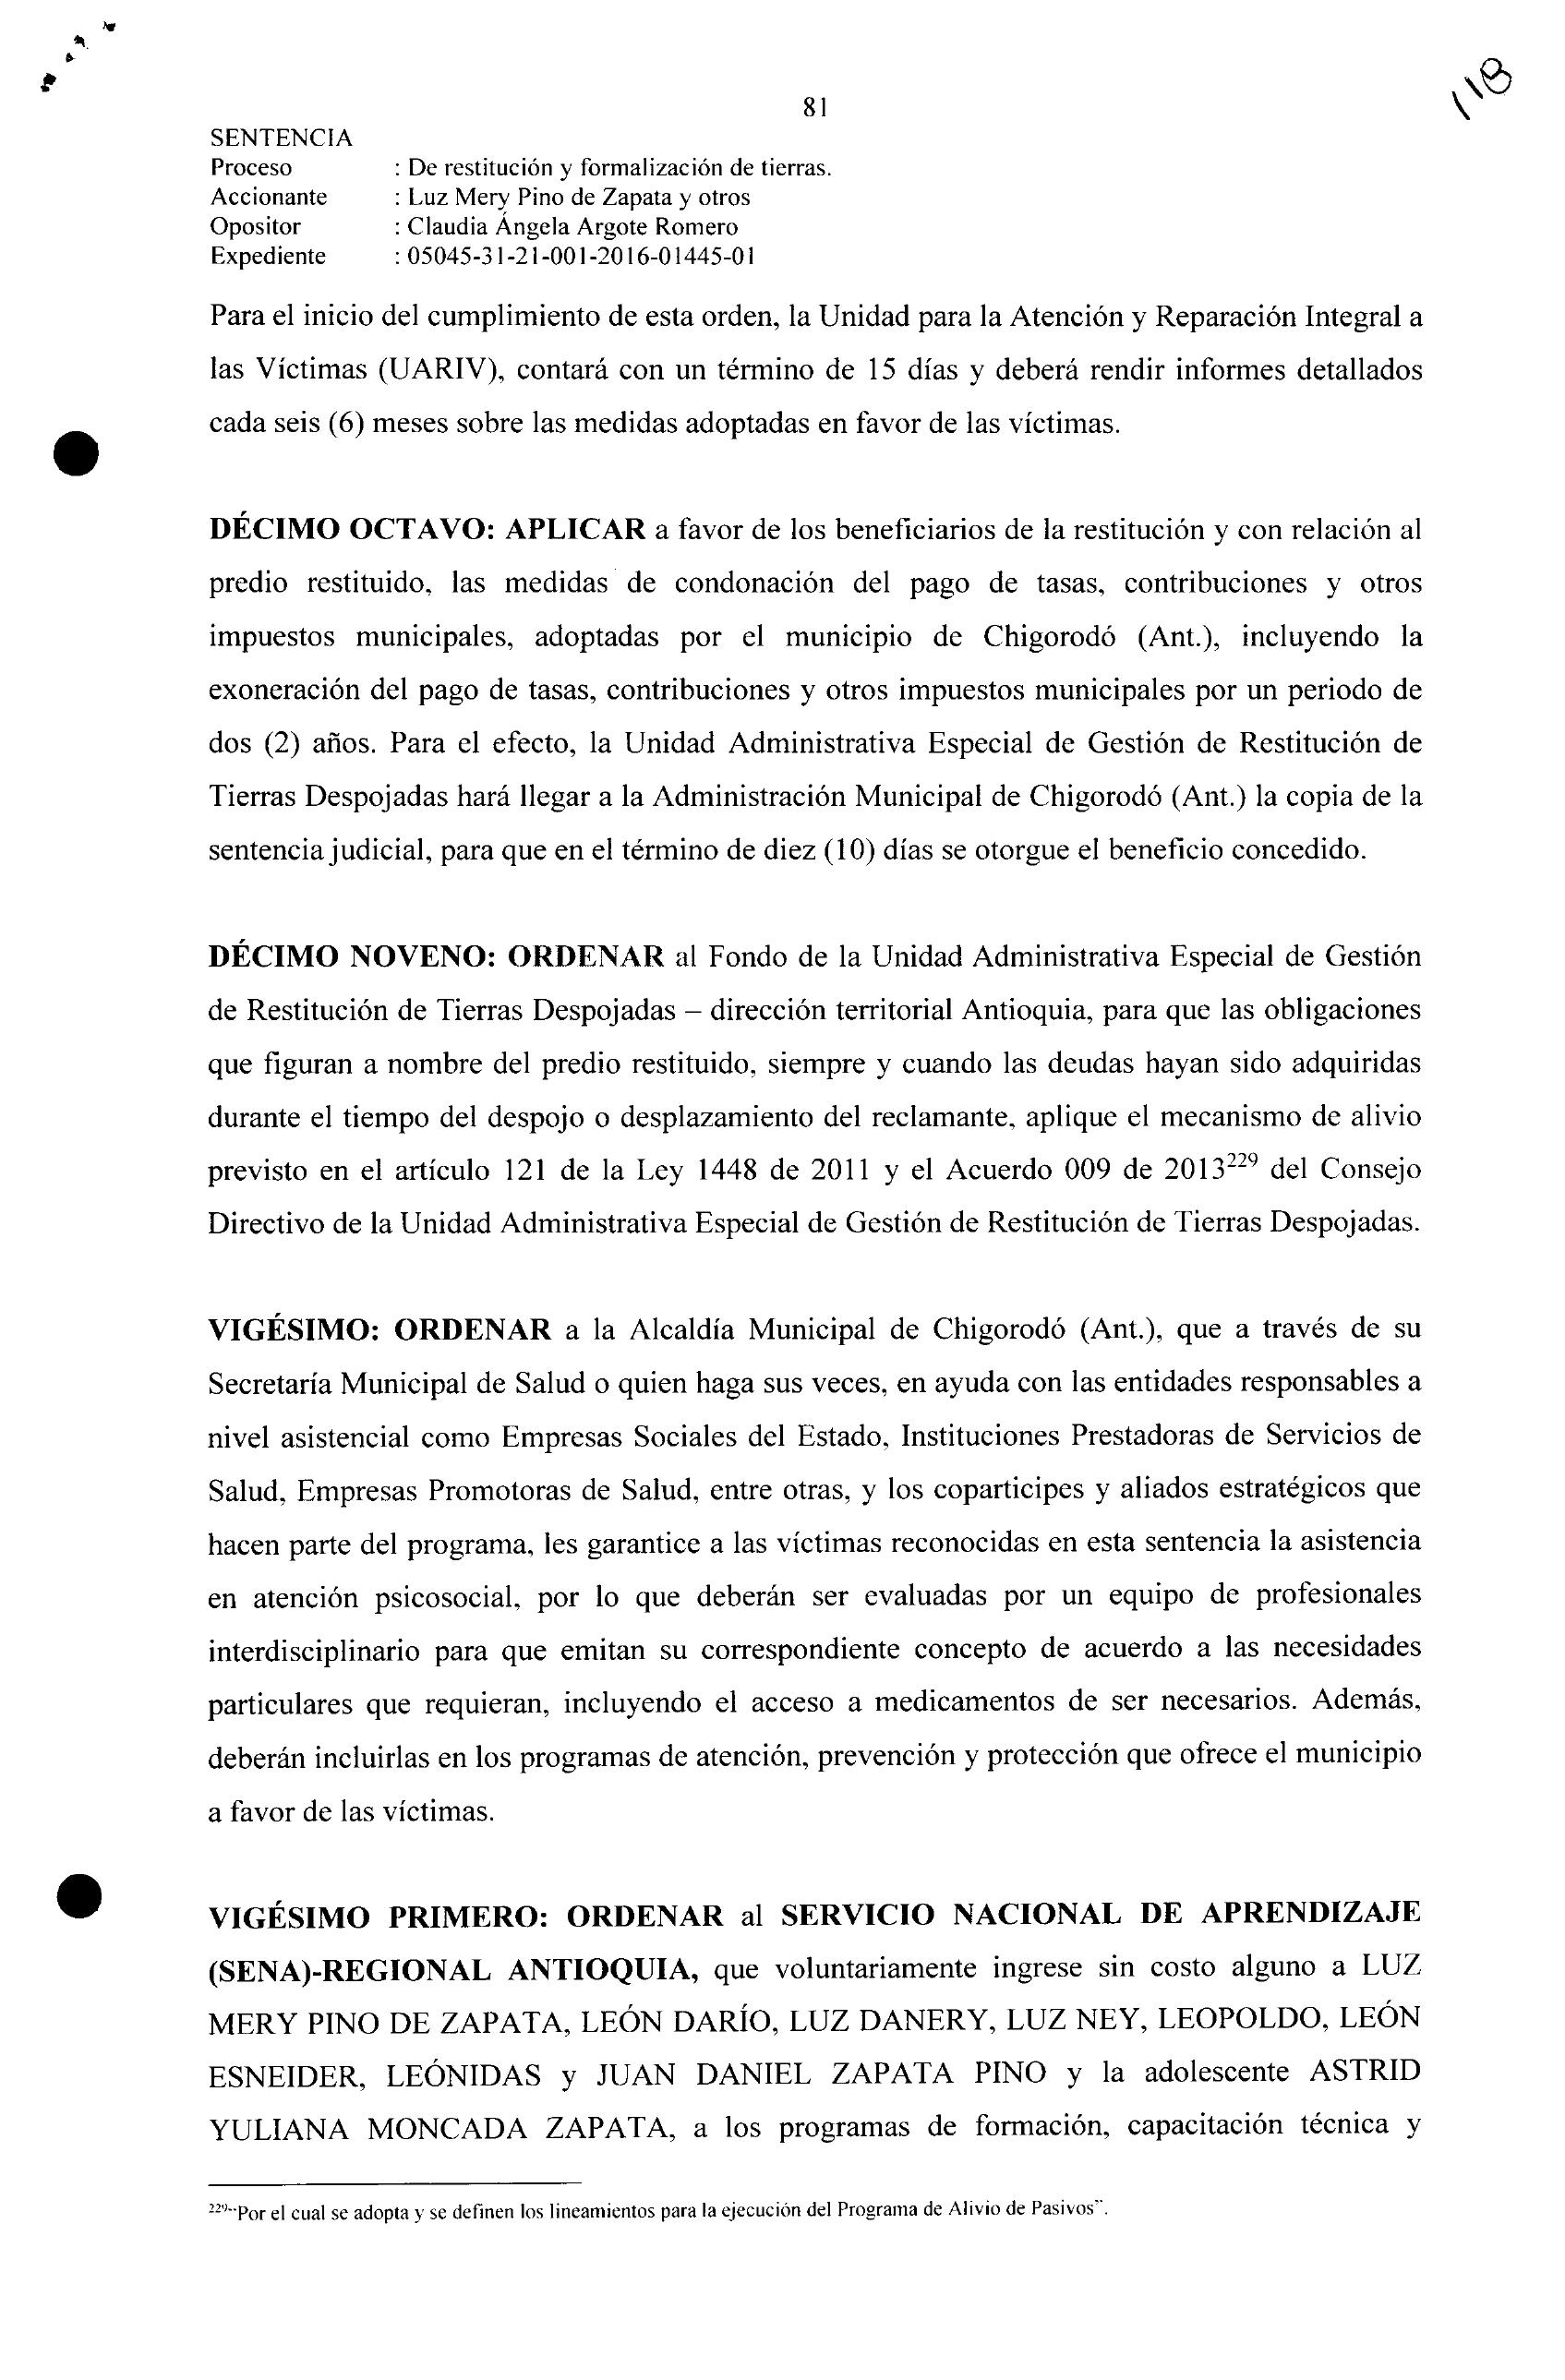 118
81
SENTENCIA
Proceso : De restitución y formalización de tierras.
Accionante : Luz Mery Pino de Zapata y otros
Opositor : Claudia Ángela Argote Romero
Expediente : 05045-31-21-001-2016-01445-01
Para el inicio del cumplimiento de esta orden, la Unidad para la Atención y Reparación Integral a
las Víctimas (UARIV), contará con un término de 15 días y deberá rendir informes detallados
cada seis (6) meses sobre las medidas adoptadas en favor de las víctimas.
DÉCIMO OCTAVO: APLICAR a favor de los beneficiarios de la restitución y con relación al
predio restituido, las medidas de condonación del pago de tasas, contribuciones y otros
impuestos municipales, adoptadas por el municipio de Chigorodó (Ant.), incluyendo la
exoneración del pago de tasas, contribuciones y otros impuestos municipales por un periodo de
dos (2) años. Para el efecto, la Unidad Administrativa Especial de Gestión de Restitución de
Tierras Despojadas hará llegar a la Administración Municipal de Chigorodó (Ant.) la copia de la
sentencia judicial, para que en el término de diez (10) días se otorgue el beneficio concedido.
DÉCIMO NOVENO: ORDENAR al Fondo de la Unidad Administrativa Especial de Gestión
de Restitución de Tierras Despojadas – dirección territorial Antioquia, para que las obligaciones
que figuran a nombre del predio restituido, siempre y cuando las deudas hayan sido adquiridas
durante el tiempo del despojo o desplazamiento del reclamante, aplique el mecanismo de alivio
previsto en el artículo 121 de la Ley 1448 de 2011 y el Acuerdo 009 de 2013²²⁹ del Consejo
Directivo de la Unidad Administrativa Especial de Gestión de Restitución de Tierras Despojadas.
VIGÉSIMO: ORDENAR a la Alcaldía Municipal de Chigorodó (Ant.), que a través de su
Secretaría Municipal de Salud o quien haga sus veces, en ayuda con las entidades responsables a
nivel asistencial como Empresas Sociales del Estado, Instituciones Prestadoras de Servicios de
Salud, Empresas Promotoras de Salud, entre otras, y los coparticipes y aliados estratégicos que
hacen parte del programa, les garantice a las víctimas reconocidas en esta sentencia la asistencia
en atención psicosocial, por lo que deberán ser evaluadas por un equipo de profesionales
interdisciplinario para que emitan su correspondiente concepto de acuerdo a las necesidades
particulares que requieran, incluyendo el acceso a medicamentos de ser necesarios. Además,
deberán incluirlas en los programas de atención, prevención y protección que ofrece el municipio
a favor de las víctimas.
VIGÉSIMO PRIMERO: ORDENAR al SERVICIO NACIONAL DE APRENDIZAJE
(SENA)-REGIONAL ANTIOQUIA, que voluntariamente ingrese sin costo alguno a LUZ
MERY PINO DE ZAPATA, LEÓN DARÍO, LUZ DANERY, LUZ NEY, LEOPOLDO, LEÓN
ESNEIDER, LEÓNIDAS y JUAN DANIEL ZAPATA PINO y la adolescente ASTRID
YULIANA MONCADA ZAPATA, a los programas de formación, capacitación técnica y
²²⁹"Por el cual se adopta y se definen los lineamientos para la ejecución del Programa de Alivio de Pasivos".